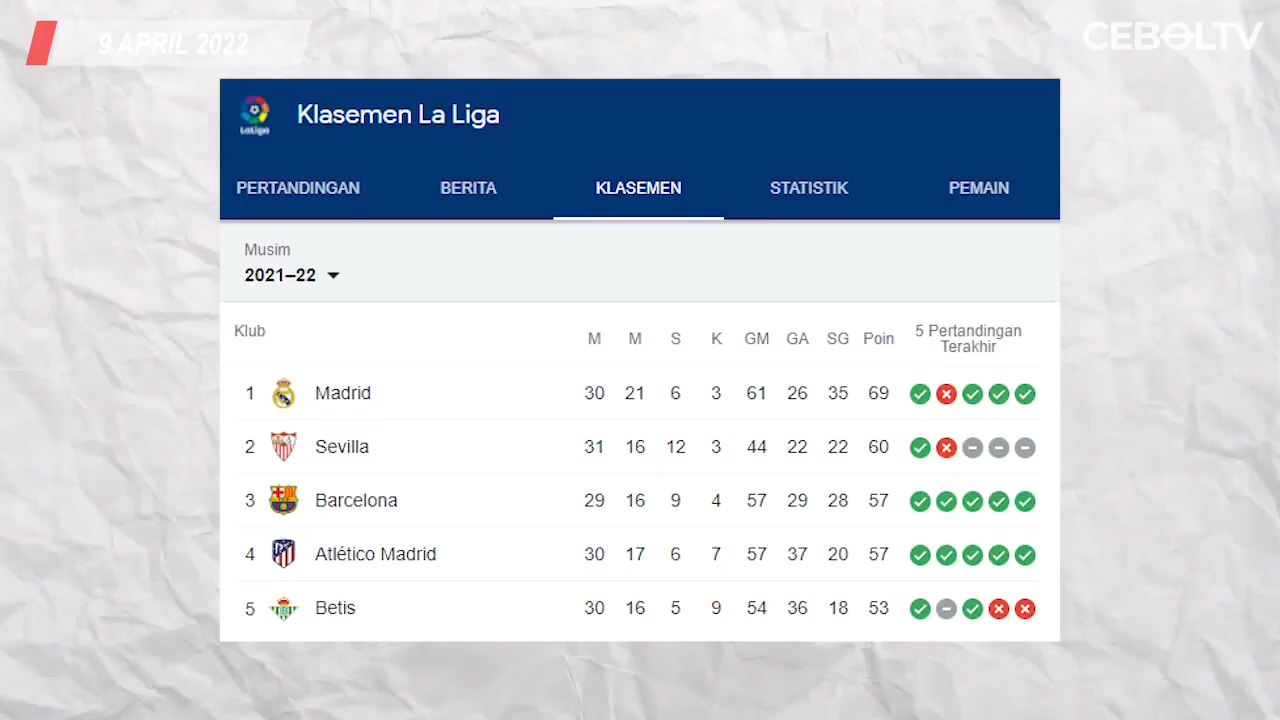 9 APRIL 2022
CEBOLTV
LaLiga
Klasemen La Liga
PERTANDINGAN BERITA KLASEMEN STATISTIK PEMAIN
Musim
2021–22
Klub M M S K GM GA SG Poin 5 Pertandingan
Terakhir
1 Madrid 30 21 6 3 61 26 35 69
2 Sevilla 31 16 12 3 44 22 22 60
3 Barcelona 29 16 9 4 57 29 28 57
4 Atlético Madrid 30 17 6 7 57 37 20 57
5 Betis 30 16 5 9 54 36 18 53